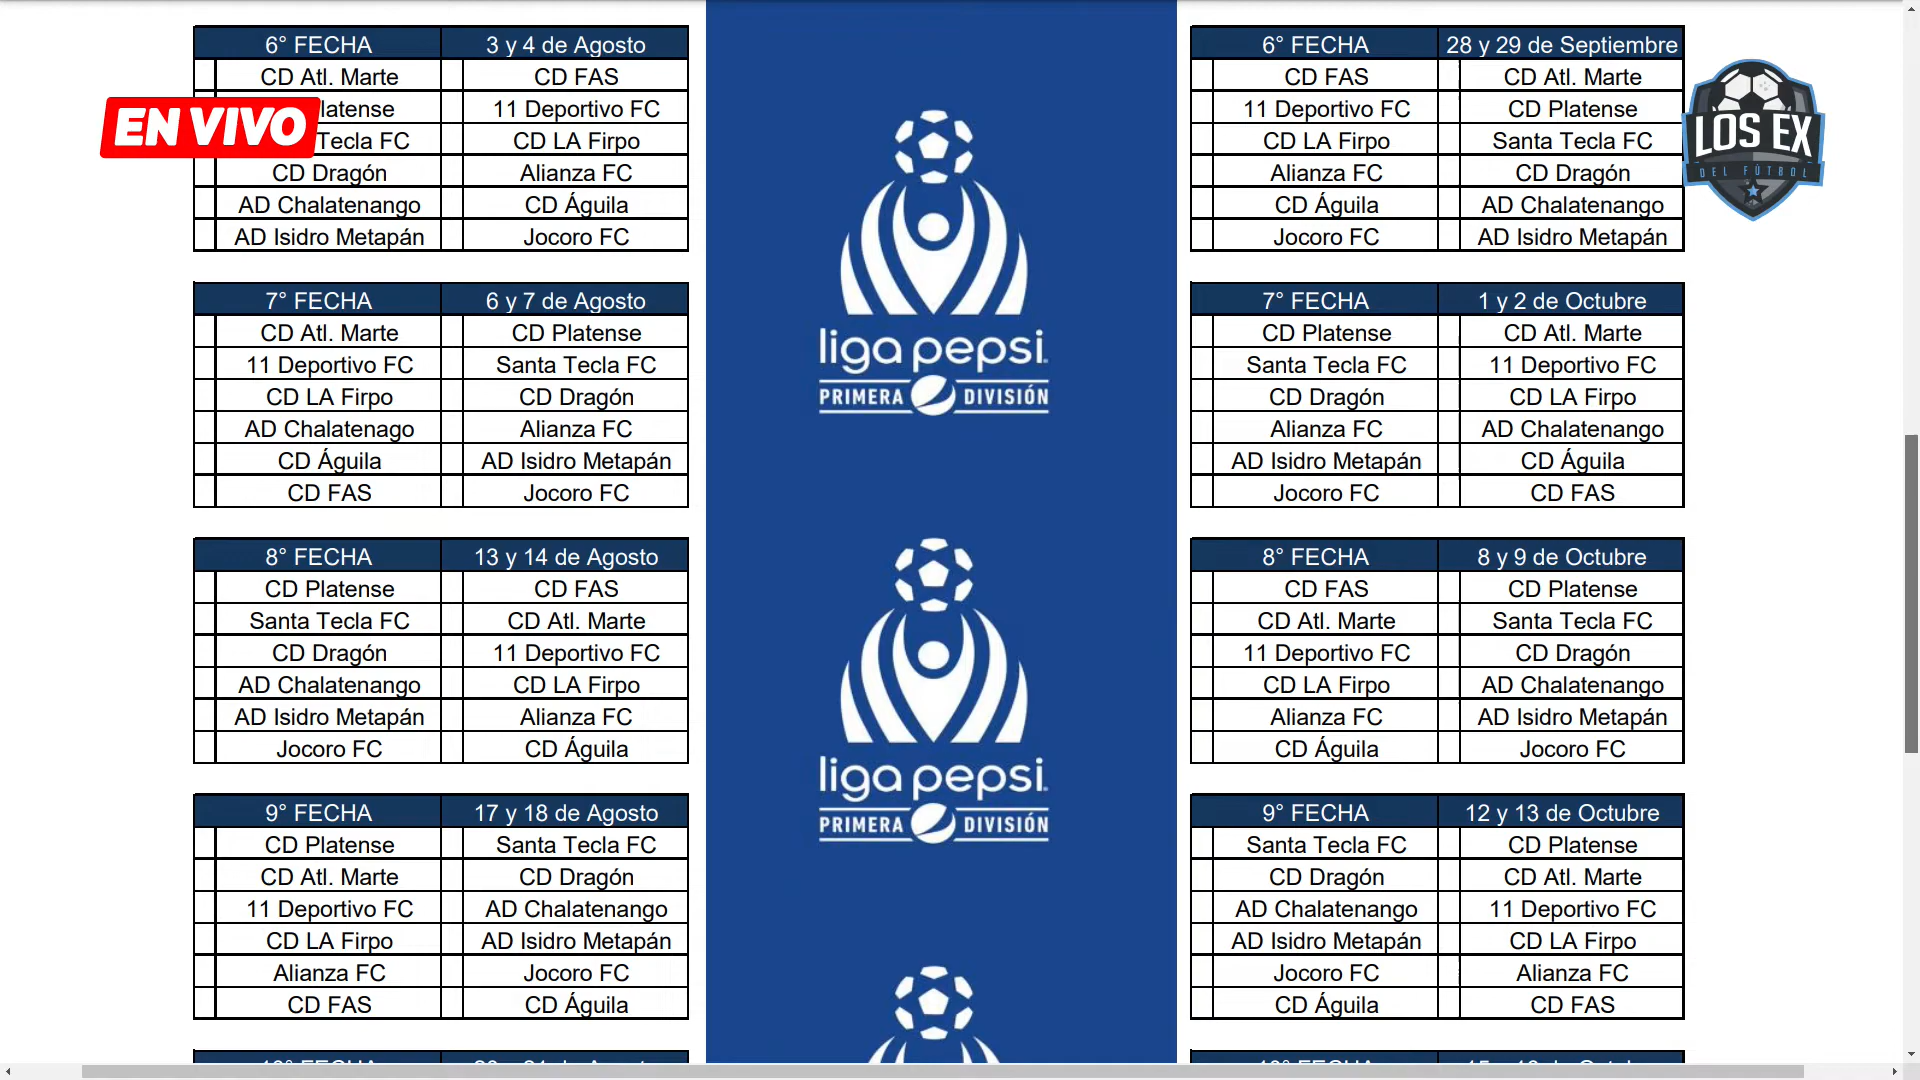 6° FECHA 3 y 4 de Agosto
CD Atl. Marte CD FAS
latense 11 Deportivo FC
Tecla FC CD LA Firpo
CD Dragón Alianza FC
AD Chalatenango CD Águila
AD Isidro Metapán Jocoro FC
EN VIVO
7° FECHA 6 y 7 de Agosto
CD Atl. Marte CD Platense
11 Deportivo FC Santa Tecla FC
CD LA Firpo CD Dragón
AD Chalatenago Alianza FC
CD Águila AD Isidro Metapán
CD FAS Jocoro FC
8° FECHA 13 y 14 de Agosto
CD Platense CD FAS
Santa Tecla FC CD Atl. Marte
CD Dragón 11 Deportivo FC
AD Chalatenango CD LA Firpo
AD Isidro Metapán Alianza FC
Jocoro FC CD Águila
9° FECHA 17 y 18 de Agosto
CD Platense Santa Tecla FC
CD Atl. Marte CD Dragón
11 Deportivo FC AD Chalatenango
CD LA Firpo AD Isidro Metapán
Alianza FC Jocoro FC
CD FAS CD Águila
liga pepsi
PRIMERA DIVISIÓN
liga pepsi
PRIMERA DIVISIÓN
6° FECHA 28 y 29 de Septiembre
CD FAS CD Atl. Marte
11 Deportivo FC CD Platense
CD LA Firpo Santa Tecla FC
Alianza FC CD Dragón
CD Águila AD Chalatenango
Jocoro FC AD Isidro Metapán
7° FECHA 1 y 2 de Octubre
CD Platense CD Atl. Marte
Santa Tecla FC 11 Deportivo FC
CD Dragón CD LA Firpo
Alianza FC AD Chalatenango
AD Isidro Metapán CD Águila
Jocoro FC CD FAS
8° FECHA 8 y 9 de Octubre
CD FAS CD Platense
CD Atl. Marte Santa Tecla FC
11 Deportivo FC CD Dragón
CD LA Firpo AD Chalatenango
Alianza FC AD Isidro Metapán
CD Águila Jocoro FC
9° FECHA 12 y 13 de Octubre
Santa Tecla FC CD Platense
CD Dragón CD Atl. Marte
AD Chalatenango 11 Deportivo FC
AD Isidro Metapán CD LA Firpo
Jocoro FC Alianza FC
CD Águila CD FAS
LOS EX
DEL FÚTBOL